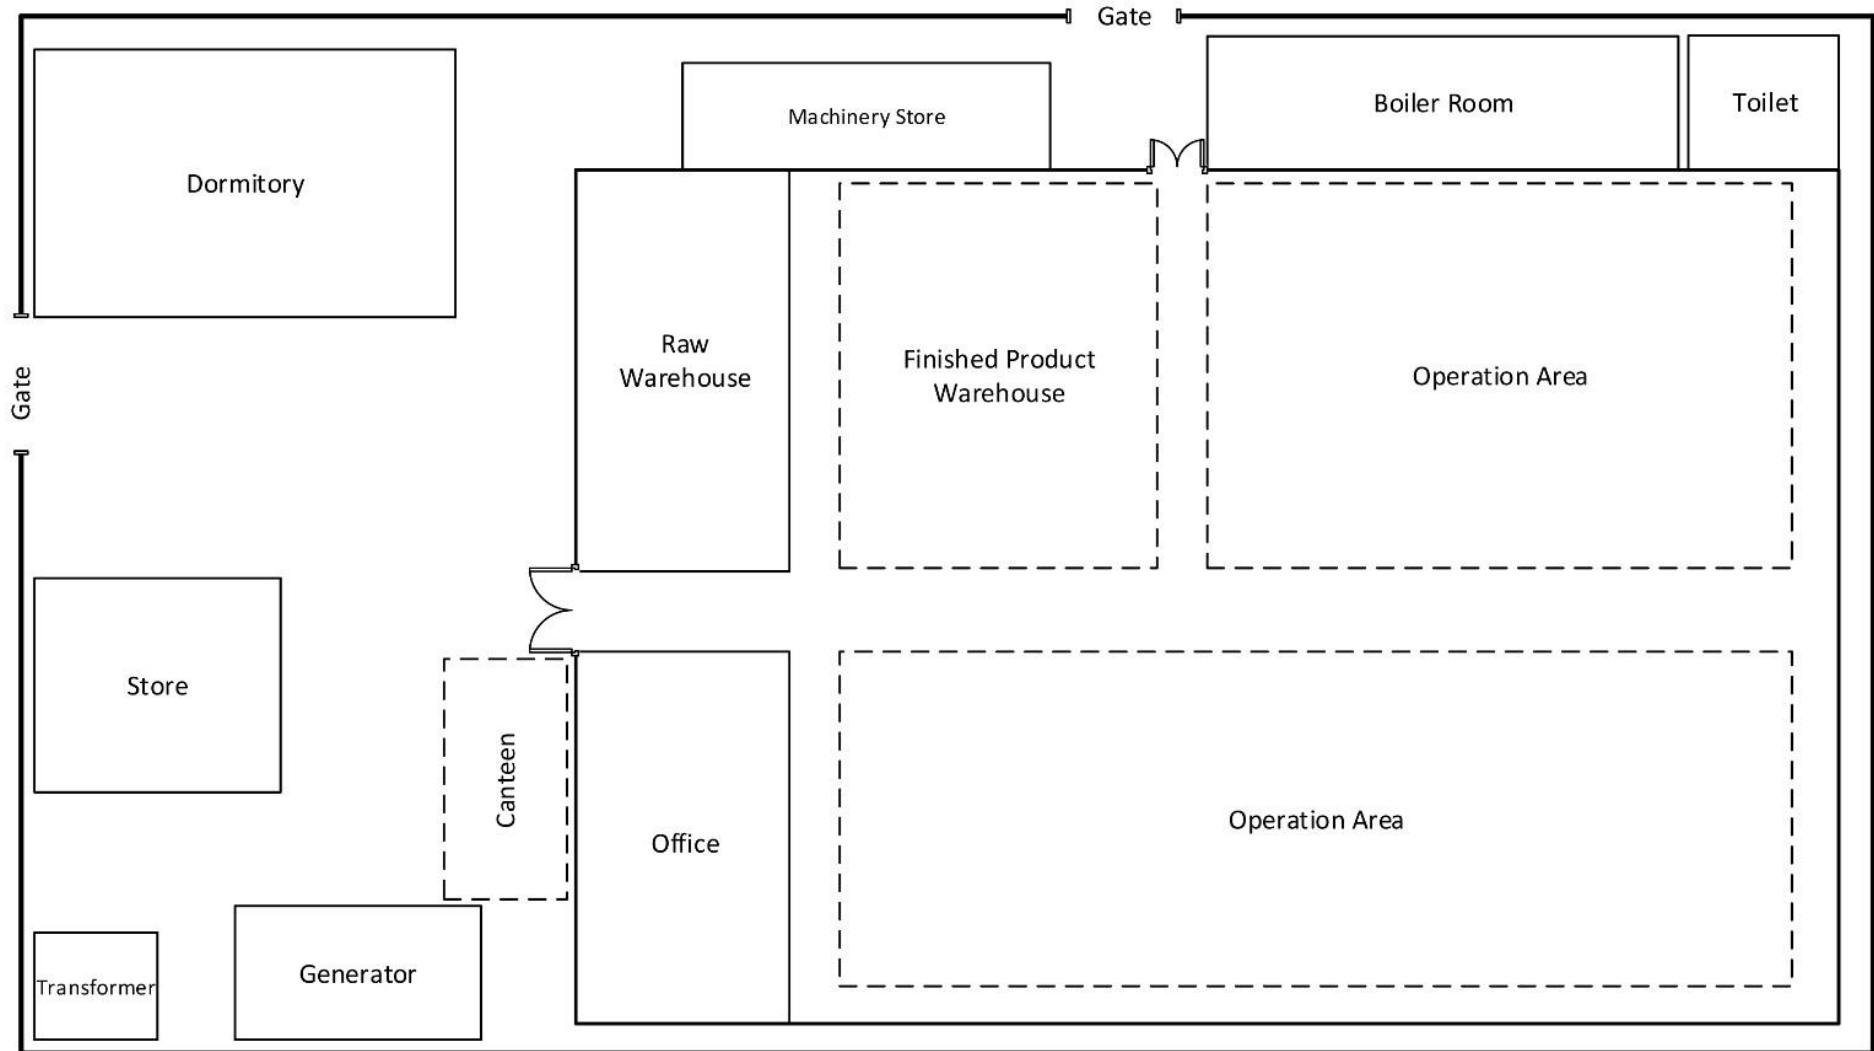 Gate
Boiler Room
Toilet
Machinery Store
Dormitory
Raw
Warehouse
Finished Product
Warehouse
Operation Area
Gate
Store
Canteen
Office
Operation Area
Transformer
Generator